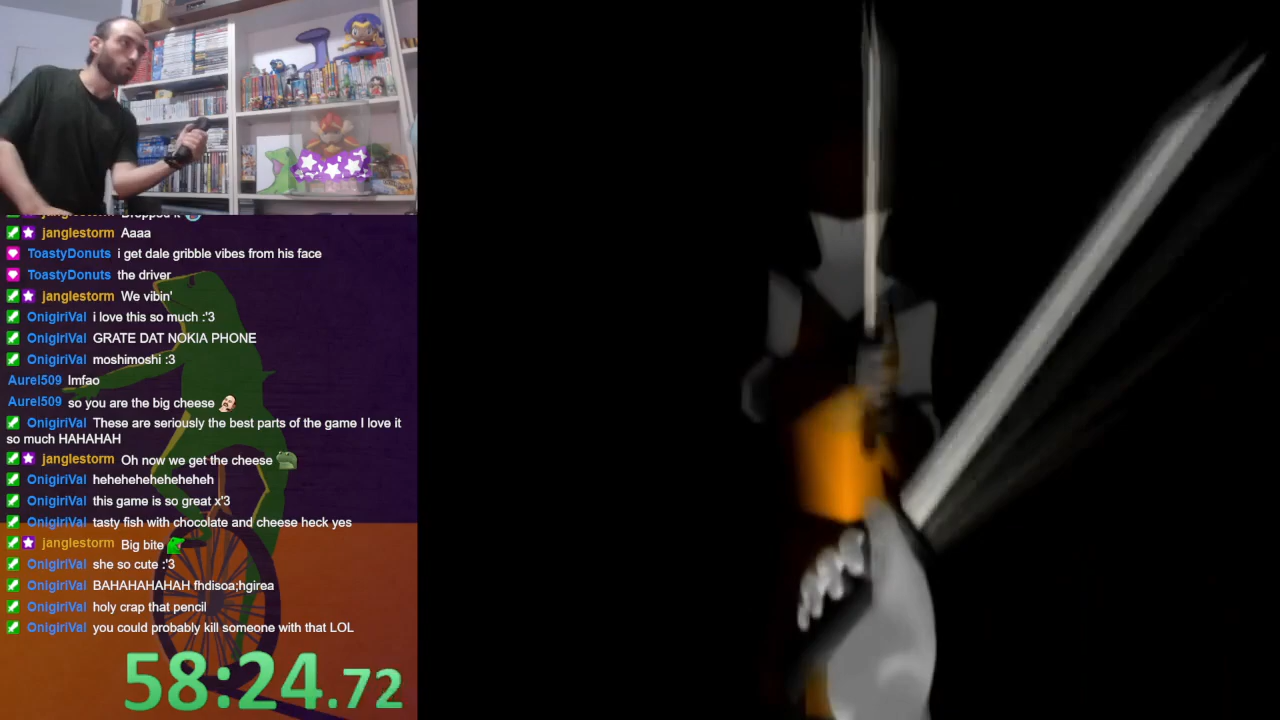 janglestorm Dropped it
janglestorm Aaaa
ToastyDonuts i get dale gribble vibes from his face
ToastyDonuts the driver
janglestorm We vibin'
OnigiriVal i love this so much :'3
OnigiriVal GRATE DAT NOKIA PHONE
OnigiriVal moshimoshi :3
Aurel509 lmfao
Aurel509 so you are the big cheese
OnigiriVal These are seriously the best parts of the game I love it
so much HAHAHAH
janglestorm Oh now we get the cheese
OnigiriVal heheheheheheheh
OnigiriVal this game is so great x'3
OnigiriVal tasty fish with chocolate and cheese heck yes
janglestorm Big bite
OnigiriVal she so cute :'3
OnigiriVal BAHAHAHAHAH fhdisoa;hgirea
OnigiriVal holy crap that pencil
OnigiriVal you could probably kill someone with that LOL
58:24.72